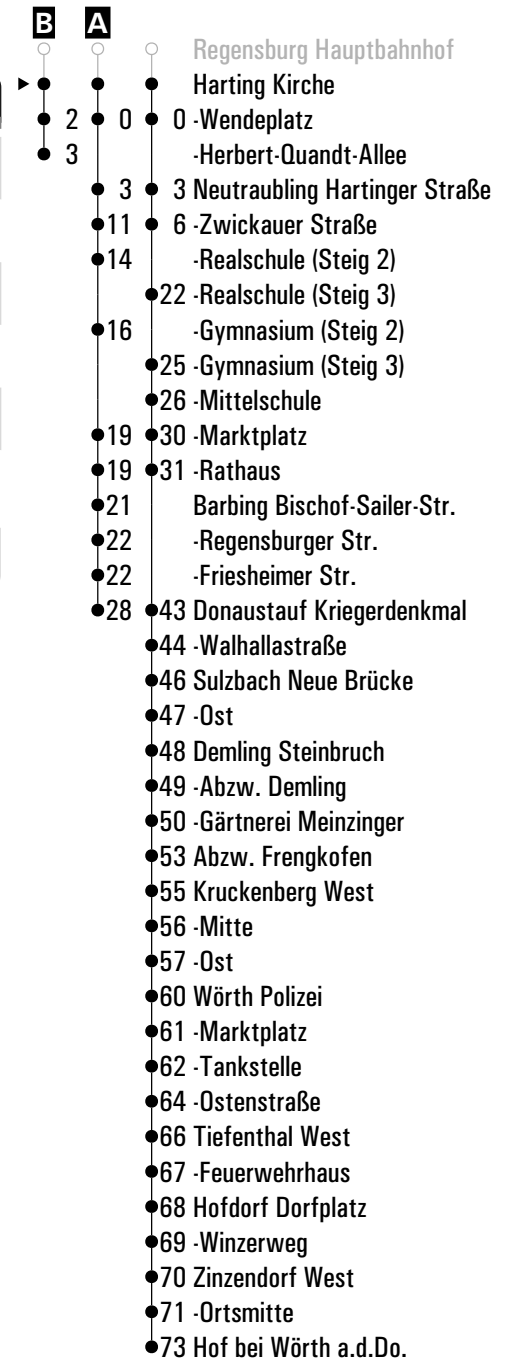 B A
Regensburg Hauptbahnhof
Harting Kirche
2 0 0 -Wendeplatz
3 -Herbert-Quandt-Allee
3 3 Neutraubling Hartinger Straße
11 6 -Zwickauer Straße
14 -Realschule (Steig 2)
22 -Realschule (Steig 3)
16 -Gymnasium (Steig 2)
25 -Gymnasium (Steig 3)
26 -Mittelschule
19 30 -Marktplatz
19 31 -Rathaus
21 Barbing Bischof-Sailer-Str.
22 -Regensburger Str.
22 -Friesheimer Str.
28 43 Donaustauf Kriegerdenkmal
44 -Walhallastraße
46 Sulzbach Neue Brücke
47 -Ost
48 Demling Steinbruch
49 -Abzw. Demling
50 -Gärtnerei Meinzinger
53 Abzw. Frengkofen
55 Kruckenberg West
56 -Mitte
57 -Ost
60 Wörth Polizei
61 -Marktplatz
62 -Tankstelle
64 -Ostenstraße
66 Tiefenthal West
67 -Feuerwehrhaus
68 Hofdorf Dorfplatz
69 -Winzerweg
70 Zinzendorf West
71 -Ortsmitte
73 Hof bei Wörth a.d.Do.